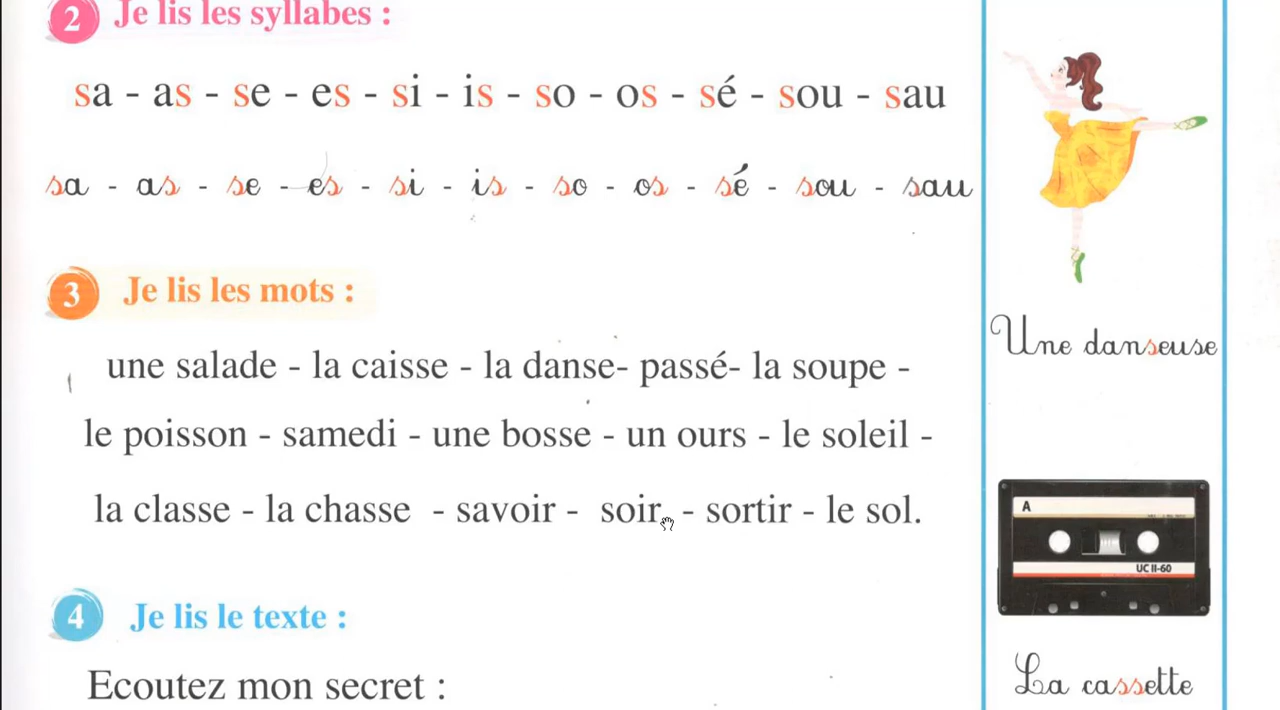 2 Je lis les syllabes :
sa - as - se - es - si - is - so - os - sé - sou - sau
sa - as - se - es - si - is - so - os - sé - sou - sau
3 Je lis les mots :
une salade - la caisse - la danse- passé- la soupe -
le poisson - samedi - une bosse - un ours - le soleil -
la classe - la chasse - savoir - soir - sortir - le sol.
4 Je lis le texte :
Ecoutez mon secret :
Une danseuse
A
UC II-60
La cassette